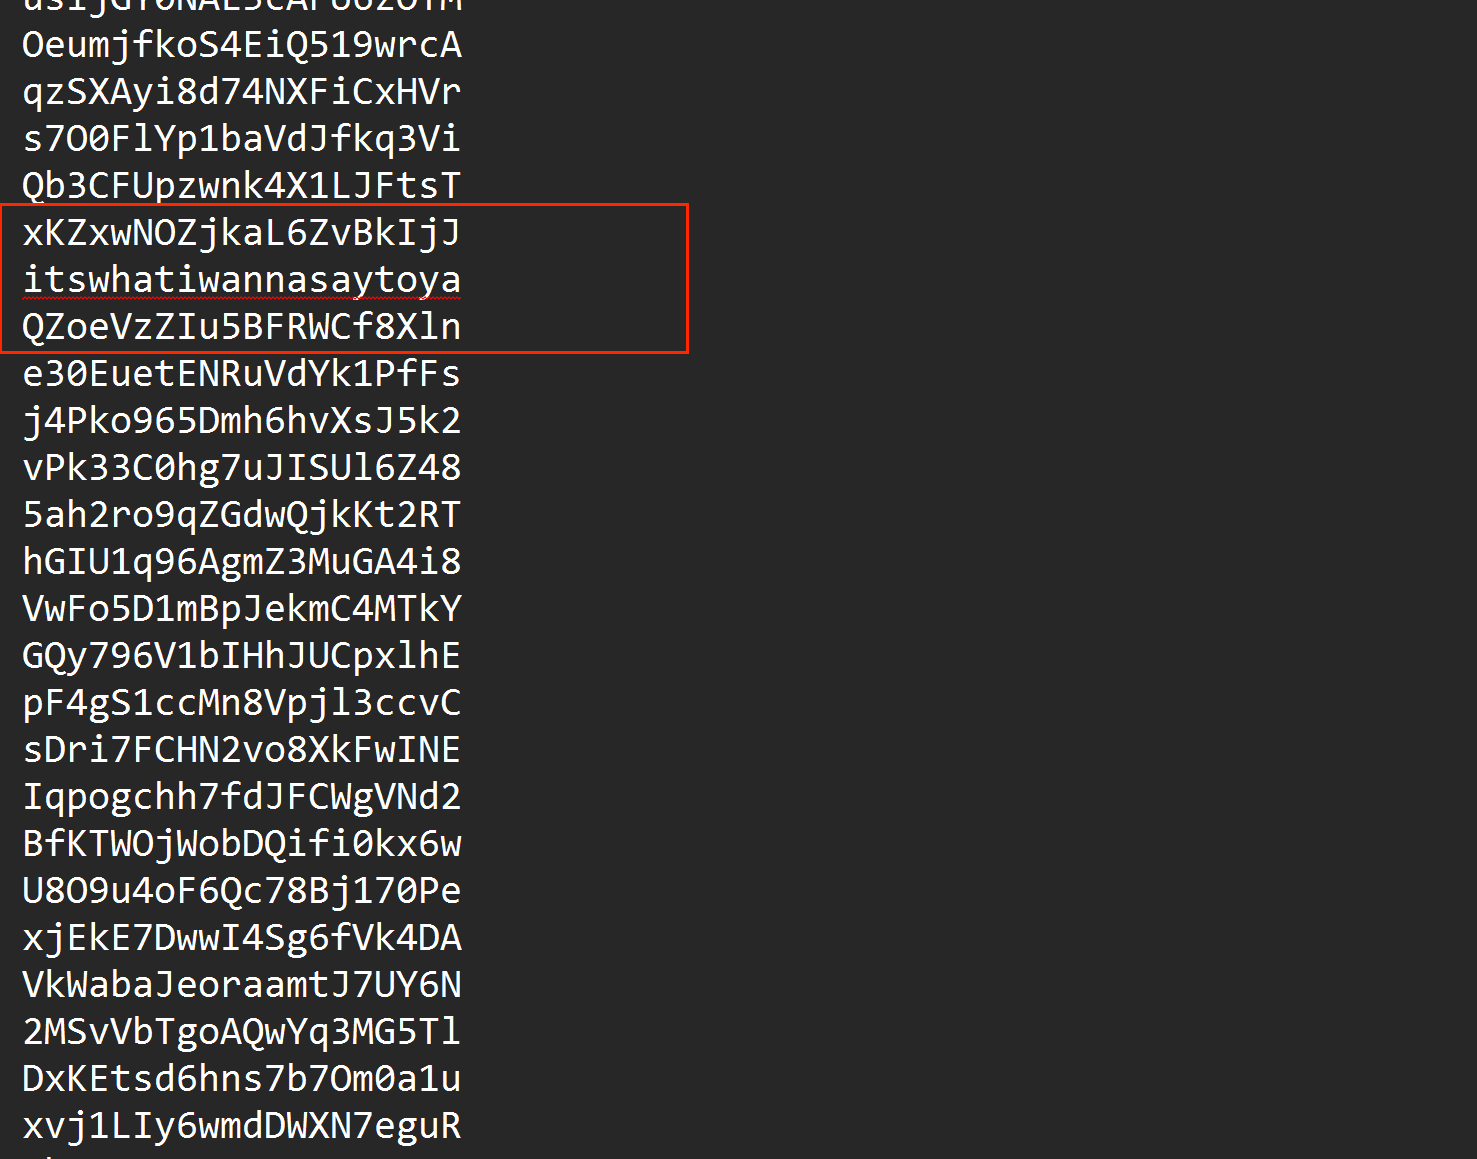 OeumjfkoS4EiQ519wrcA
qzSXAyi8d74NXFiCxHVr
s7O0FlYp1baVdJfkq3Vi
Qb3CFUpzwnk4X1LJFtsT
xKZxwNOZjkaL6ZvBkIjJ
itswhatiwannasaytoya
QZoeVzZIu5BFRWCf8Xln
e30EuetENRuVdYk1PfFs
j4Pko965Dmh6hvXsJ5k2
vPk33C0hg7uJISUl6Z48
5ah2ro9qZGdwQjkKt2RT
hGIU1q96AgmZ3MuGA4i8
VwFo5D1mBpJekmC4MTkY
GQy796V1bIHhJUCpxlhE
pF4gS1ccMn8Vpjl3ccvC
sDri7FCHN2vo8XkFwINE
Iqpogchh7fdJFCWgVNd2
BfKTWOjWobDQifi0kx6w
U8O9u4oF6Qc78Bj170Pe
xjEkE7DwwI4Sg6fVk4DA
VkWabaJeoraamtJ7UY6N
2MSvVbTgoAQwYq3MG5Tl
DxKEtsd6hns7b7Om0a1u
xvj1LIy6wmdDWXN7eguR